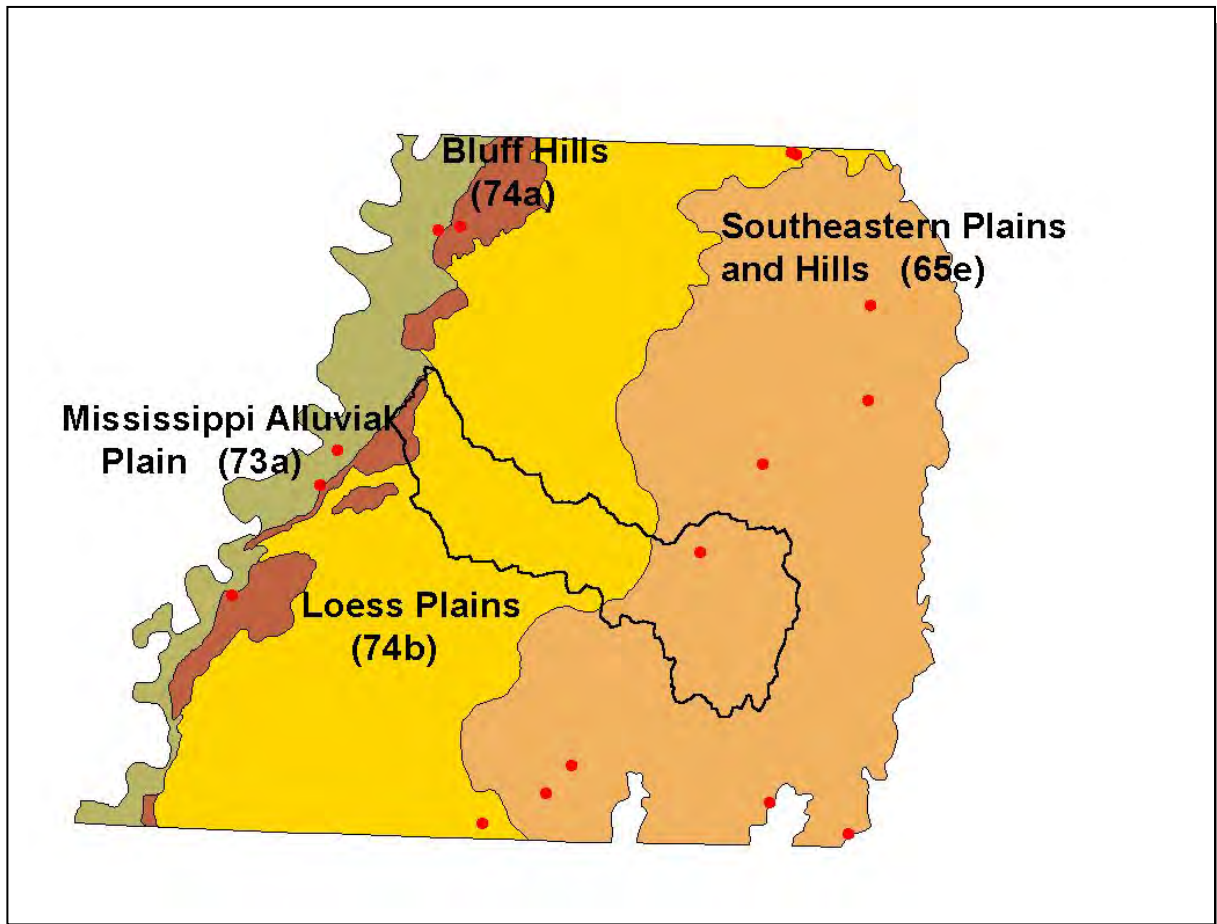 Bluff Hills
(74a)
Southeastern Plains
and Hills (65e)
Mississippi Alluvial
Plain (73a)
Loess Plains
(74b)